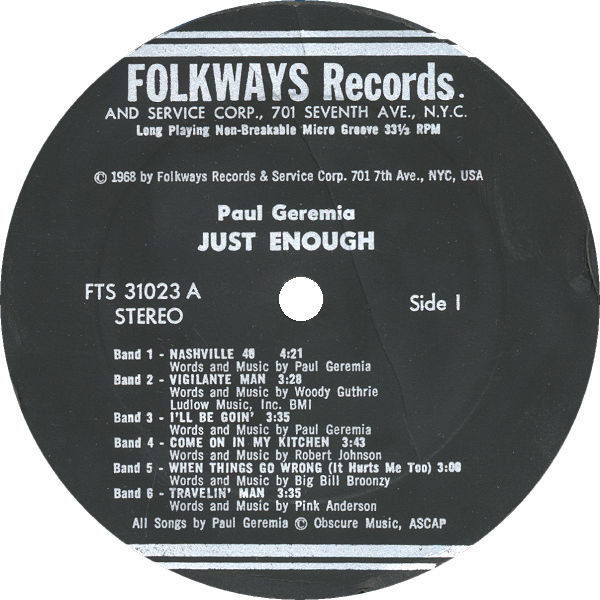 FOLKWAYS Records.
AND SERVICE CORP., 701 SEVENTH AVE., N.Y.C.
Long Playing Non-Breakable Micro Groove 33⅓ RPM
© 1968 by Folkways Records & Service Corp. 701 7th Ave., NYC, USA
Paul Geremia
JUST ENOUGH
FTS 31023 A
STEREO
Side I
Band 1 - NASHVILLE 40 4:21
Words and Music by Paul Geremia
Band 2 - VIGILANTE MAN 3:28
Words and Music by Woody Guthrie
Ludlow Music, Inc. BMI
Band 3 - I'LL BE GOIN' 3:35
Words and Music by Paul Geremia
Band 4 - COME ON IN MY KITCHEN 3:43
Words and Music by Robert Johnson
Band 5 - WHEN THINGS GO WRONG (It Hurts Me Too) 3:00
Words and Music by Big Bill Broonzy
Band 6 - TRAVELIN' MAN 3:35
Words and Music by Pink Anderson
All Songs by Paul Geremia © Obscure Music, ASCAP